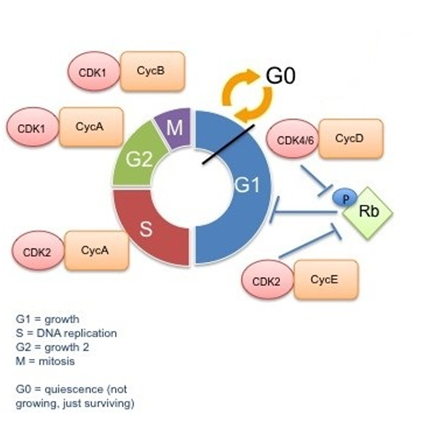 CDK1 CycB
G0
CDK1 CycA
M
CDK4/6 CycD
G2
G1
P
Rb
S
CDK2 CycA
CDK2 CycE
G1 = growth
S = DNA replication
G2 = growth 2
M = mitosis
G0 = quiescence (not
growing, just surviving)